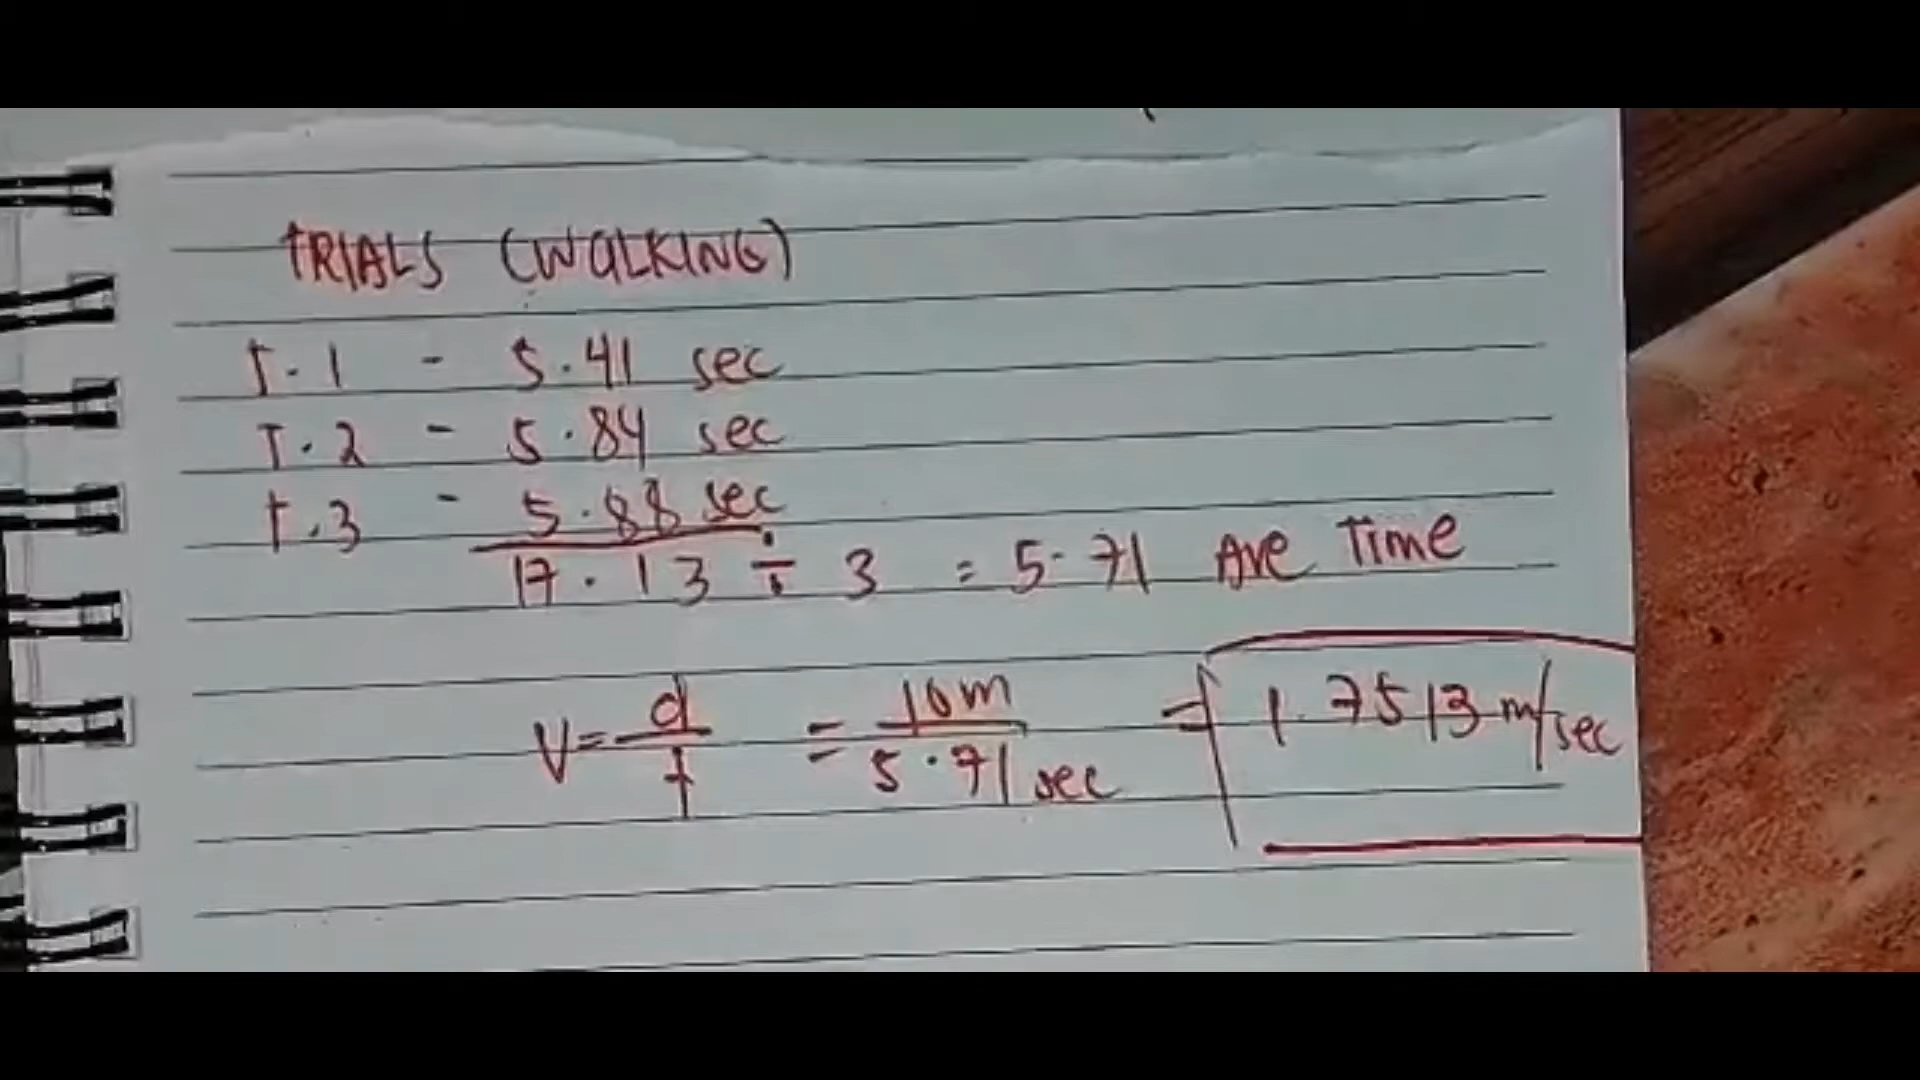 TRIALS (WALKING)
T.1 - 5.41 sec
T.2 - 5.84 sec
T.3 - 5.88 sec
17.13 ÷ 3 = 5.71 Ave Time
V = d/t = 10m/5.71 sec = 1.7513 m/sec